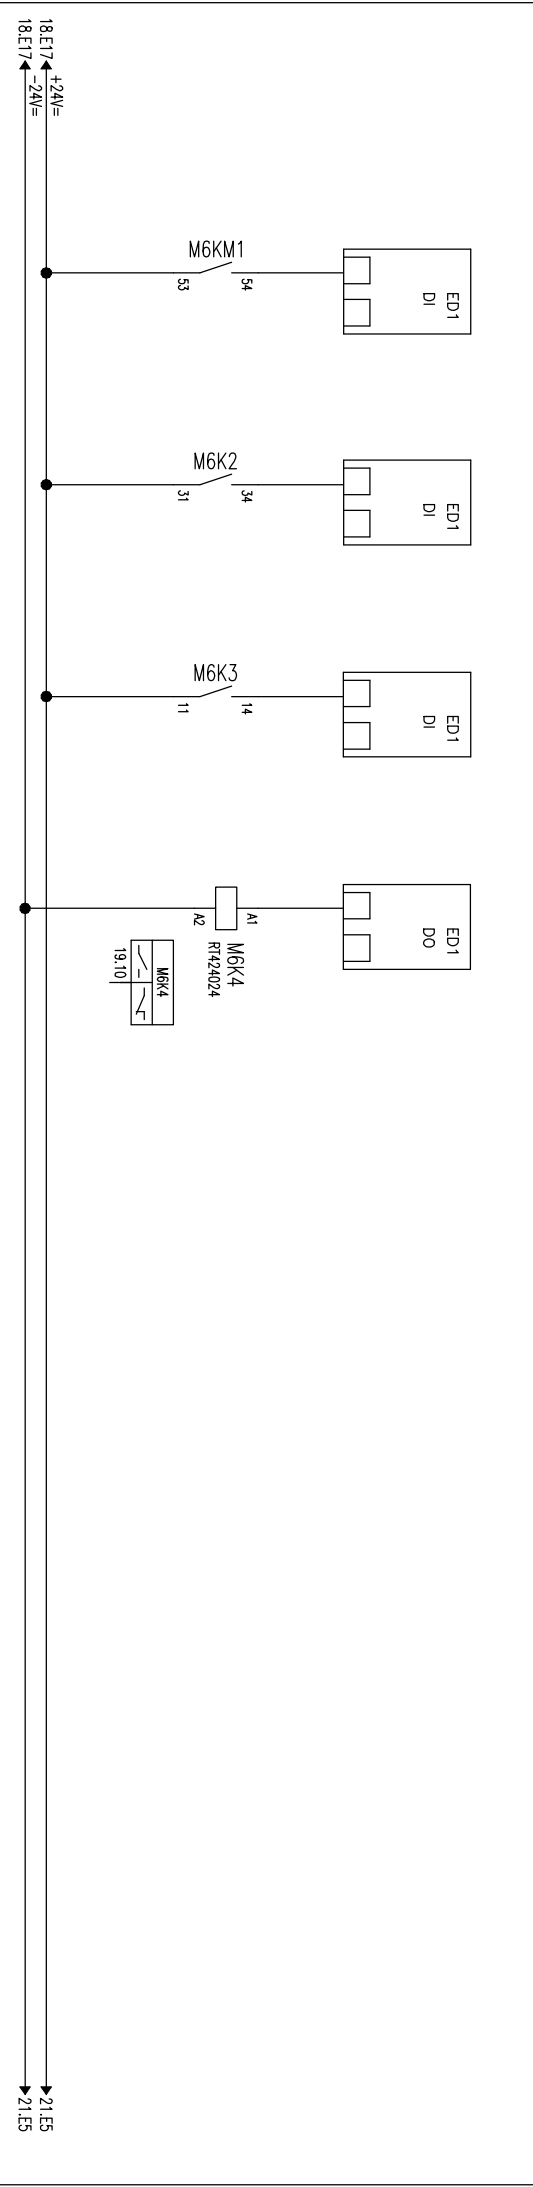 18.E17
18.E17
+24V=
-24V=
M6KM1
53
54
ED1
DI
M6K2
31
34
ED1
DI
M6K3
11
14
ED1
DI
A2
A1
M6K4
RT424024
ED1
DO
M6K4
19.10
21.E5
21.E5